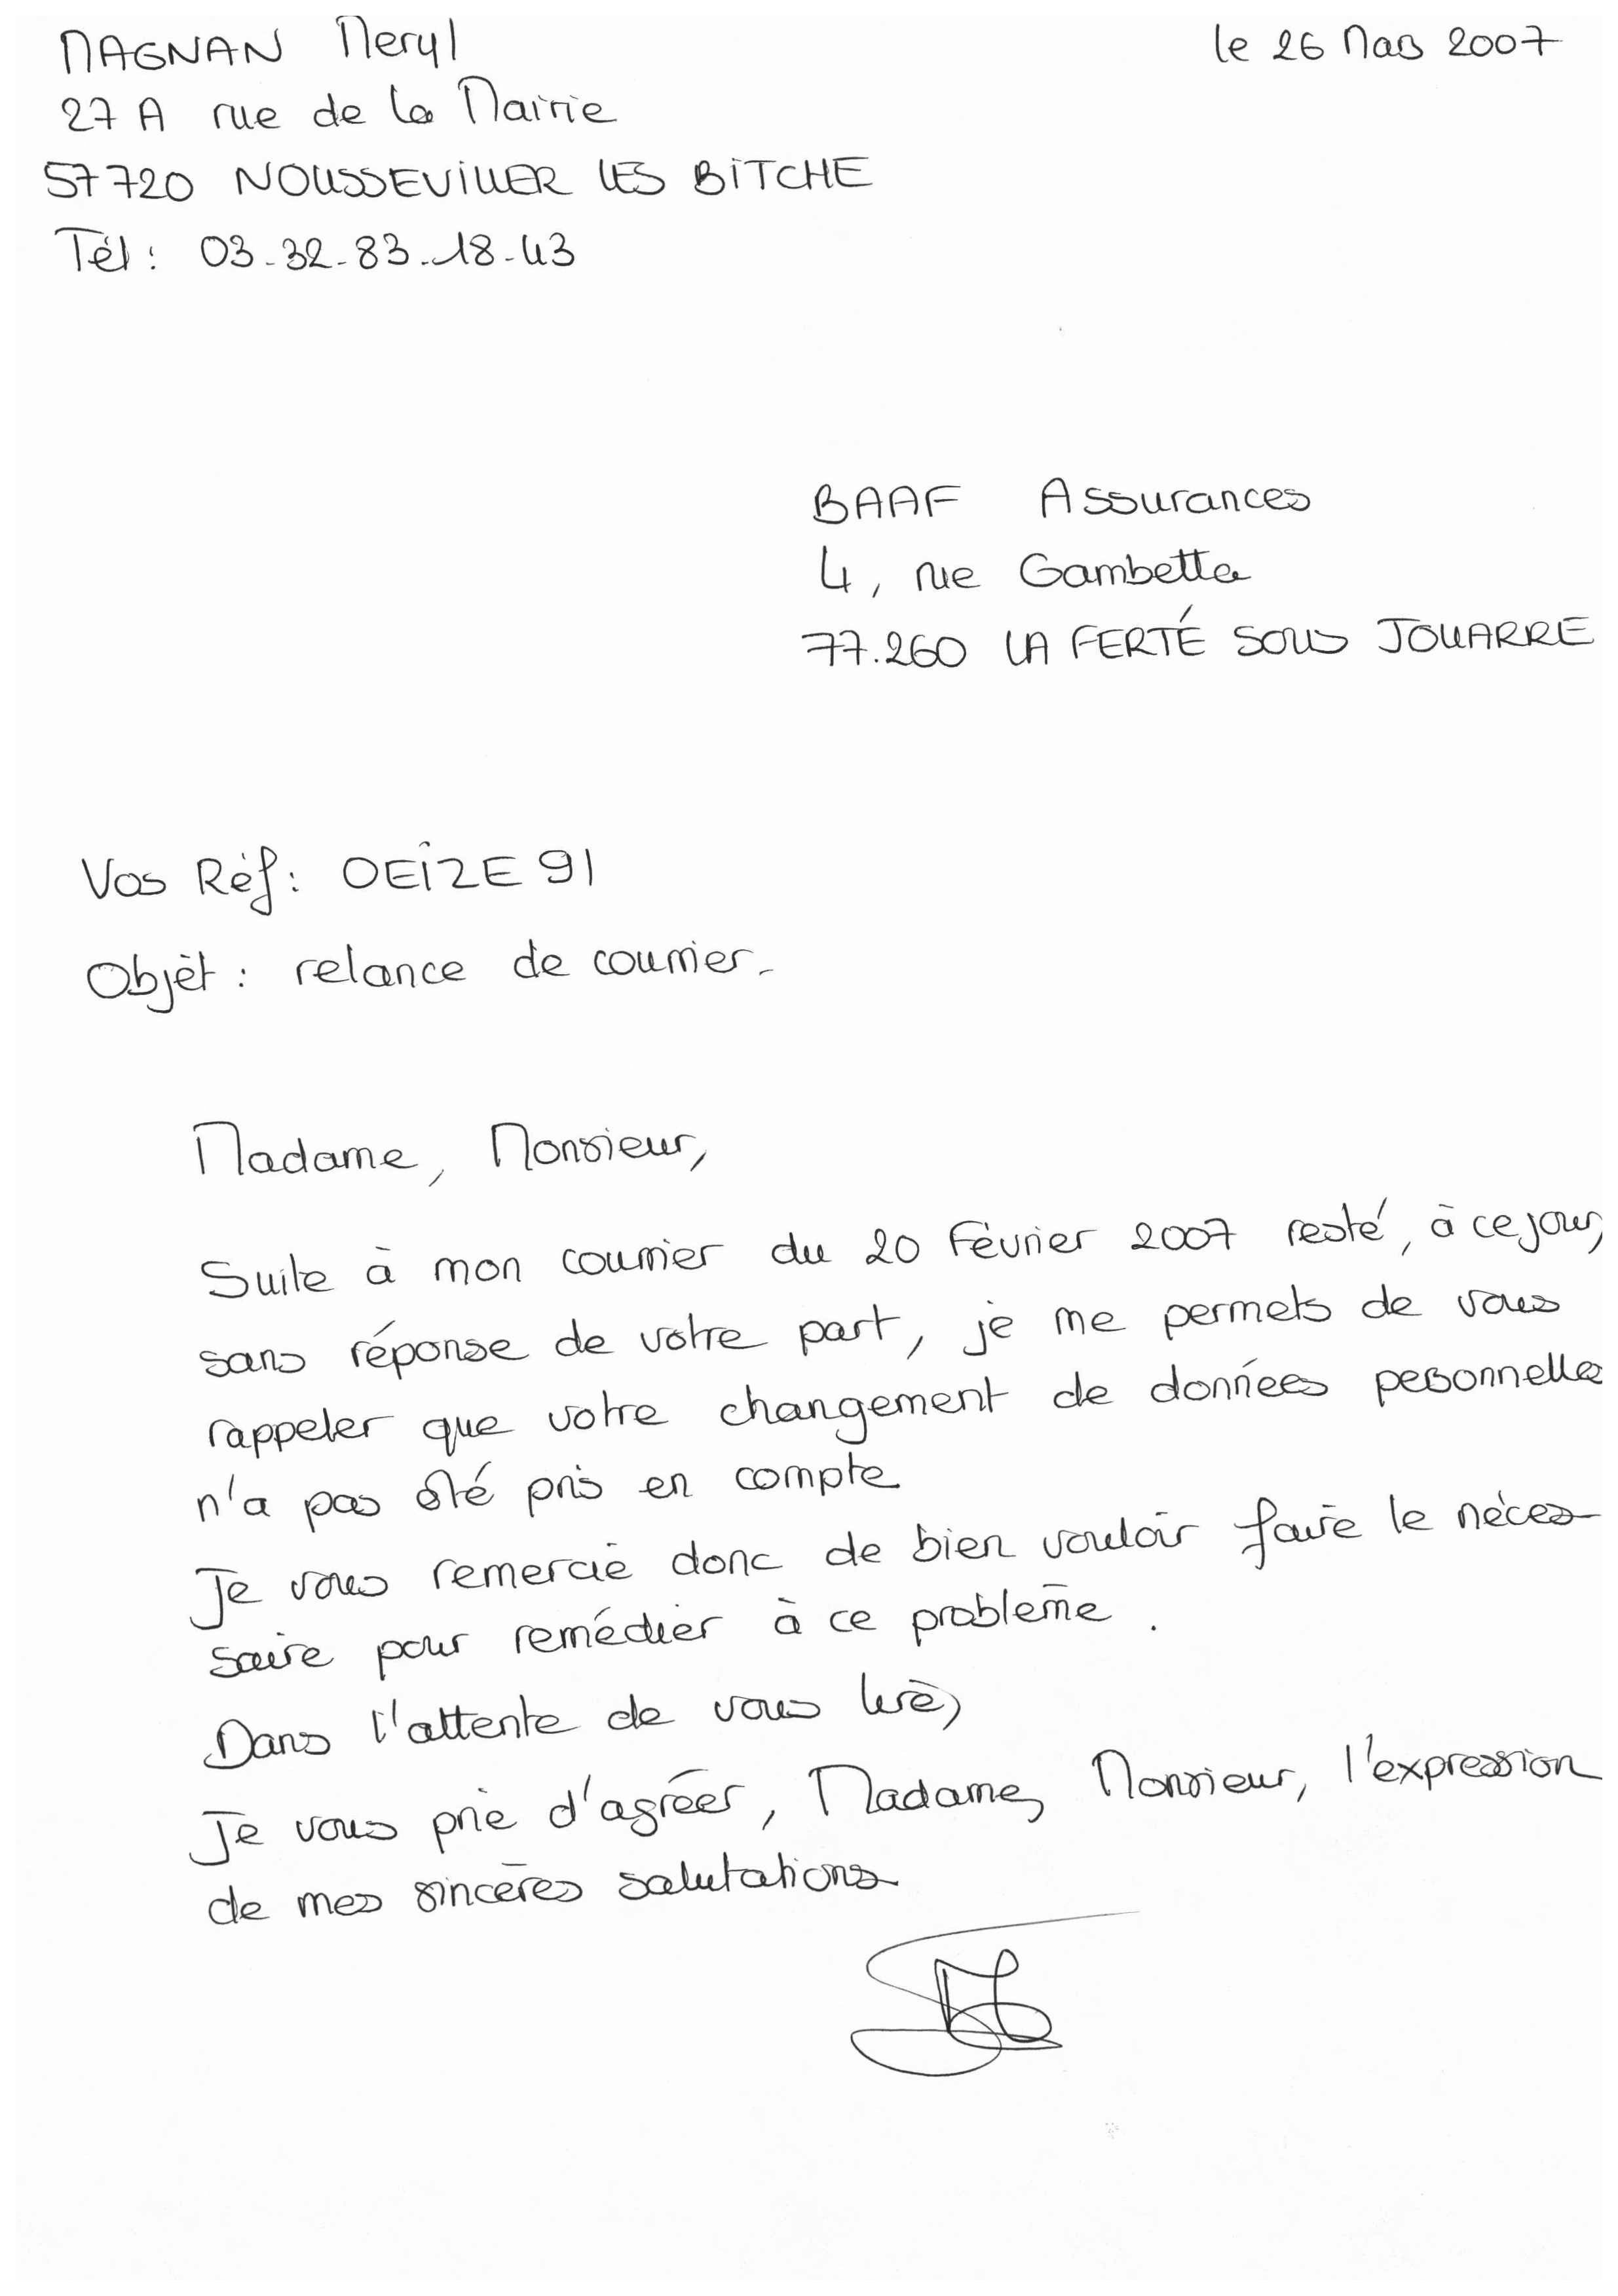 MAGNAN Meryl
le 26 Mars 2007
27 A rue de la Mairie
57720 NOUSSEVILLER LES BITCHE
Tél : 03-32-83-18-43
BAAF Assurances
4, rue Gambetta
77.260 LA FERTÉ SOUS JOUARRE
Vos Réf : OEIZE91
Objet : relance de courrier.
Madame, Monsieur,
Suite à mon courrier du 20 Février 2007 resté, à ce jour,
sans réponse de votre part, je me permets de vous
rappeler que votre changement de données personnelles
n'a pas été pris en compte.
Je vous remercie donc de bien vouloir faire le néces-
saire pour remédier à ce problème.
Dans l'attente de vous lire,
Je vous prie d'agréer, Madame, Monsieur, l'expression
de mes sincères salutations.